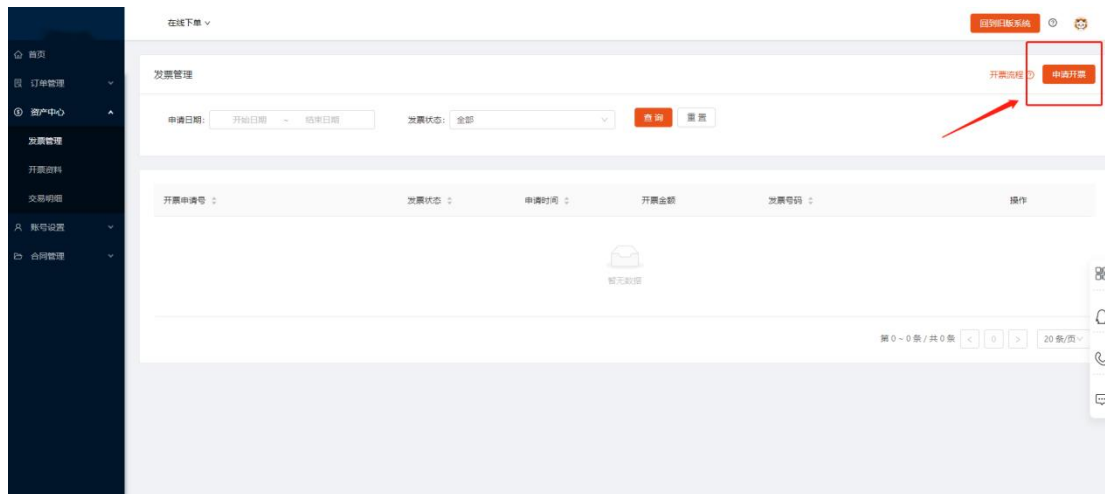 在线下单
回到旧版系统
首页
订单管理
资产中心
发票管理
开票资料
交易明细
账号设置
合同管理
发票管理
开票流程
申请开票
申请日期: 开始日期 ~ 结束日期 发票状态: 全部 查 询 重 置
开票申请号 发票状态 申请时间 开票金额 发票号码 操作
暂无数据
第 0 ~ 0 条 / 共 0 条 < 0 > 20 条/页